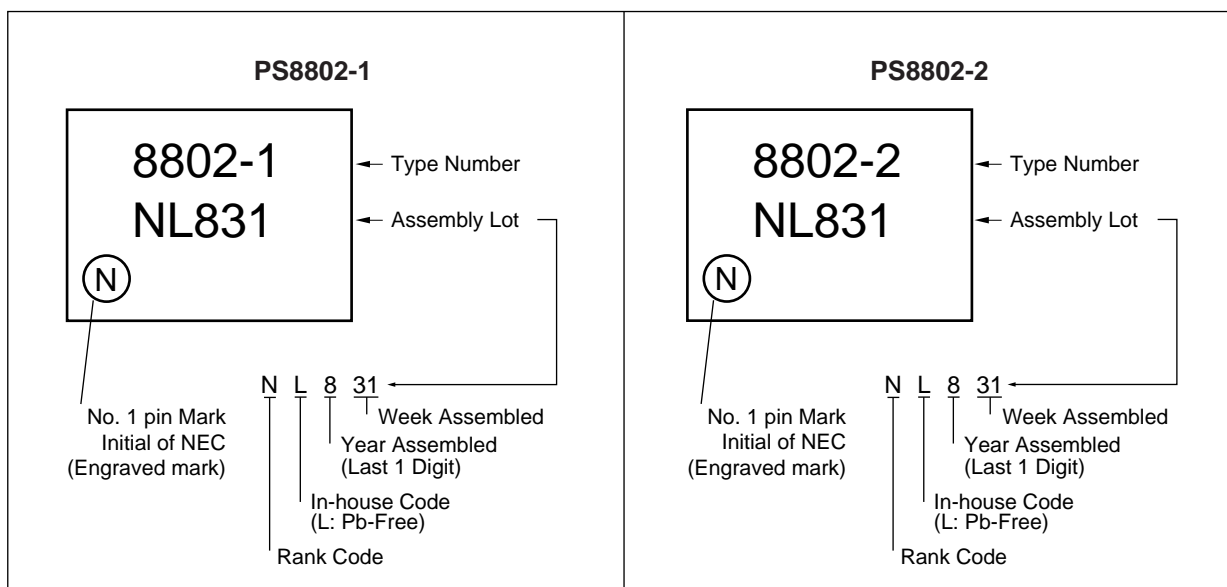 PS8802-1
8802-1
NL831
N
Type Number
Assembly Lot
No. 1 pin Mark
Initial of NEC
(Engraved mark)
N L 8 31
Week Assembled
Year Assembled
(Last 1 Digit)
In-house Code
(L: Pb-Free)
Rank Code
PS8802-2
8802-2
NL831
N
Type Number
Assembly Lot
No. 1 pin Mark
Initial of NEC
(Engraved mark)
N L 8 31
Week Assembled
Year Assembled
(Last 1 Digit)
In-house Code
(L: Pb-Free)
Rank Code